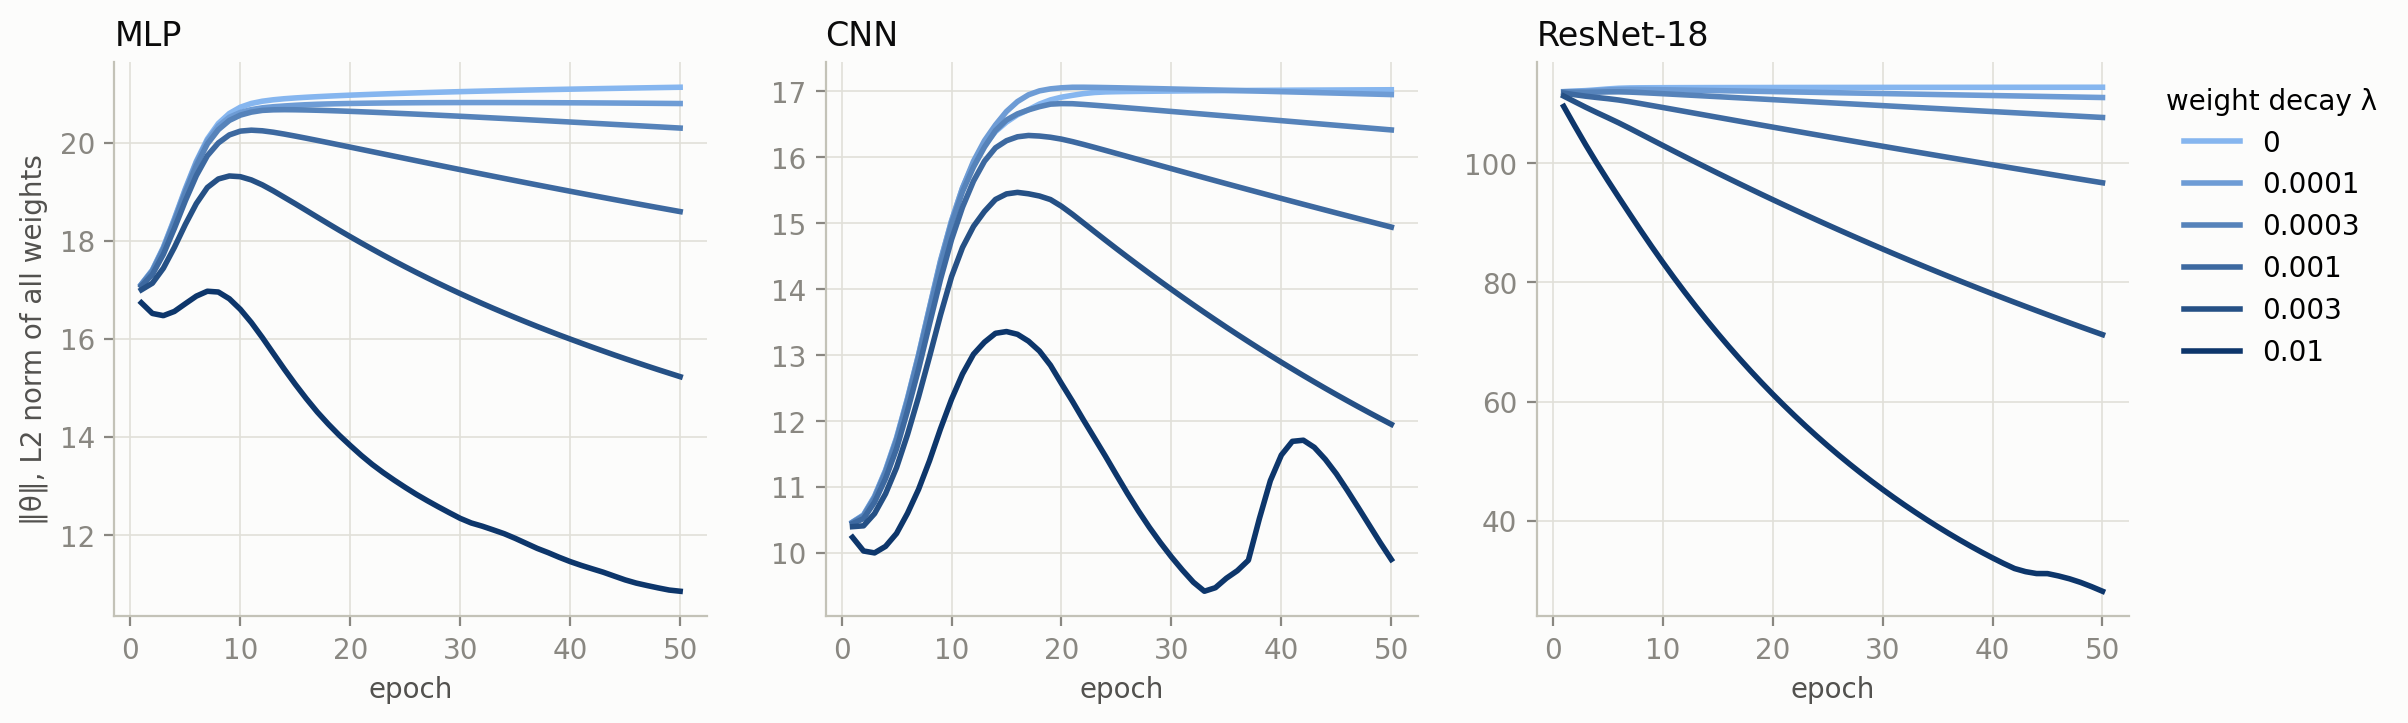 MLP
CNN
ResNet-18
‖θ‖, L2 norm of all weights
20
18
16
14
12
0 10 20 30 40 50
epoch
17
16
15
14
13
12
11
10
0 10 20 30 40 50
epoch
100
80
60
40
0 10 20 30 40 50
epoch
weight decay λ
0
0.0001
0.0003
0.001
0.003
0.01